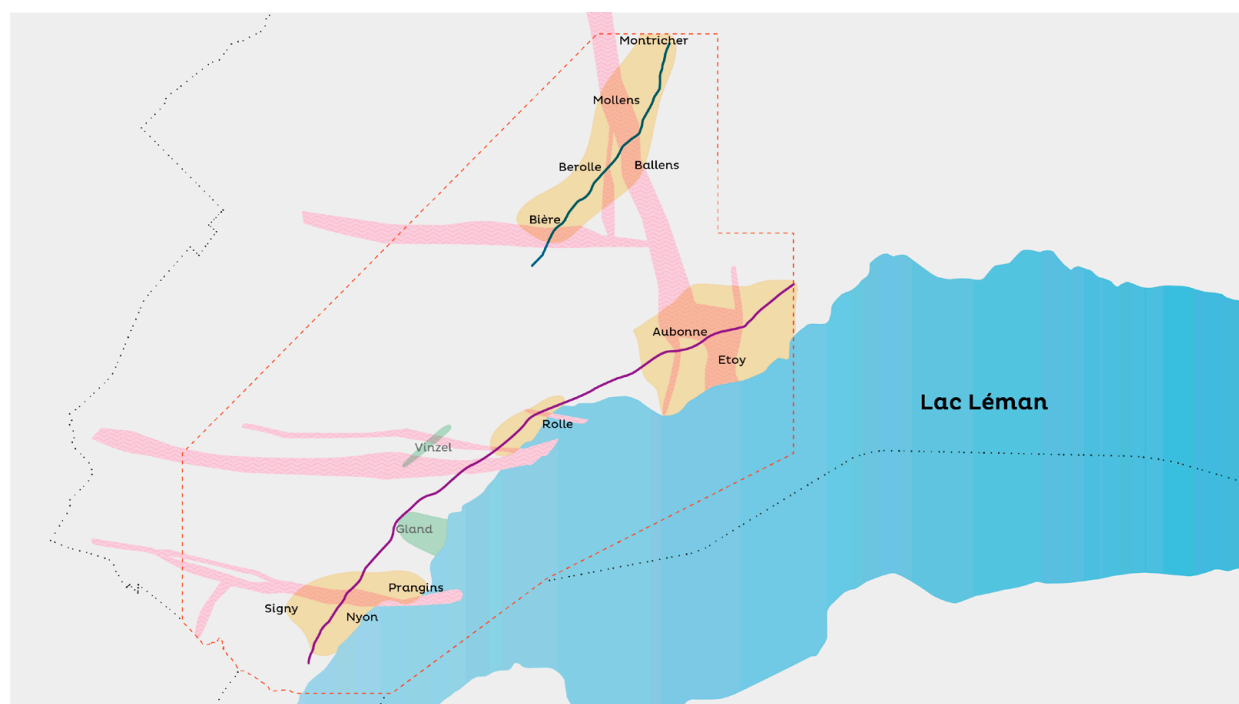 Montricher
Mollens
Berolle
Ballens
Bière
Aubonne
Etoy
Lac Léman
Rolle
Vinzel
Gland
Prangins
Signy
Nyon